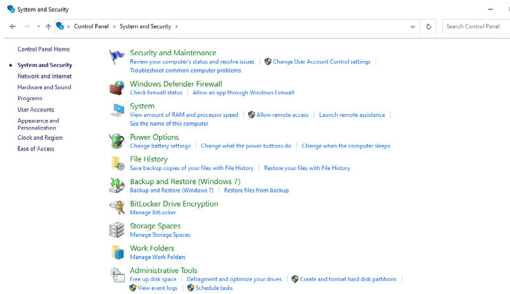 System and Security
Control Panel › System and Security ›
Search Control Panel
Control Panel Home
System and Security
Network and Internet
Hardware and Sound
Programs
User Accounts
Appearance and
Personalization
Clock and Region
Ease of Access
Security and Maintenance
Review your computer's status and resolve issues | Change User Account Control settings |
Troubleshoot common computer problems
Windows Defender Firewall
Check firewall status | Allow an app through Windows Firewall
System
View amount of RAM and processor speed | Allow remote access | Launch remote assistance |
See the name of this computer
Power Options
Change battery settings | Change what the power buttons do | Change when the computer sleeps
File History
Save backup copies of your files with File History | Restore your files with File History
Backup and Restore (Windows 7)
Backup and Restore (Windows 7) | Restore files from backup
BitLocker Drive Encryption
Manage BitLocker
Storage Spaces
Manage Storage Spaces
Work Folders
Manage Work Folders
Administrative Tools
Free up disk space | Defragment and optimize your drives | Create and format hard disk partitions |
View event logs | Schedule tasks